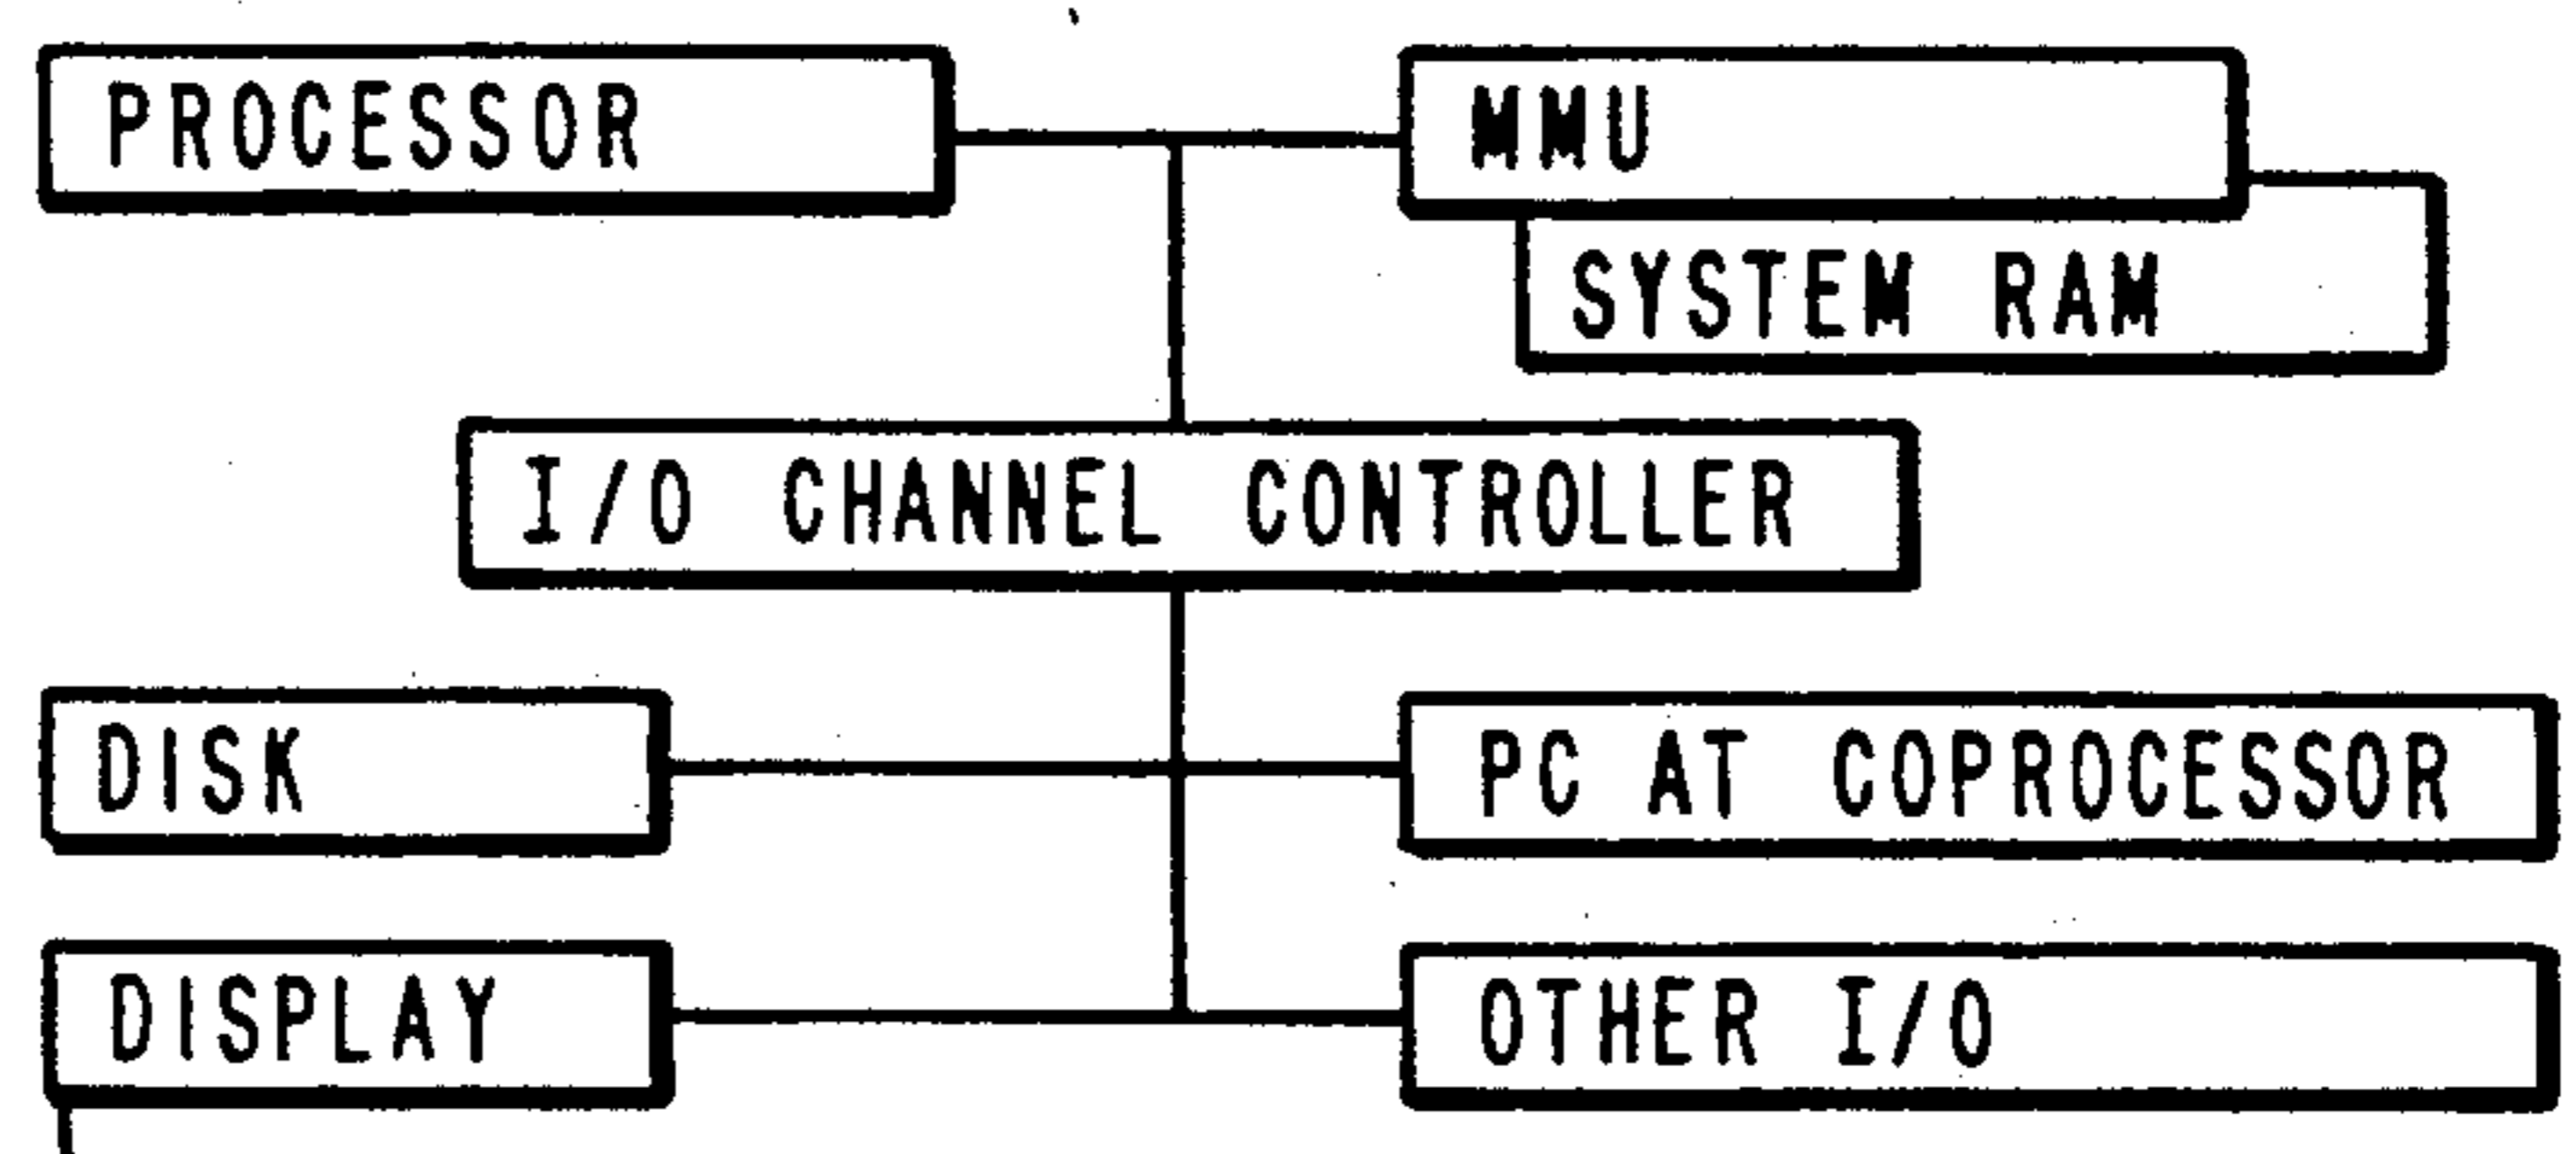 PROCESSOR
MMU
SYSTEM RAM
I/O CHANNEL CONTROLLER
DISK
PC AT COPROCESSOR
DISPLAY
OTHER I/O